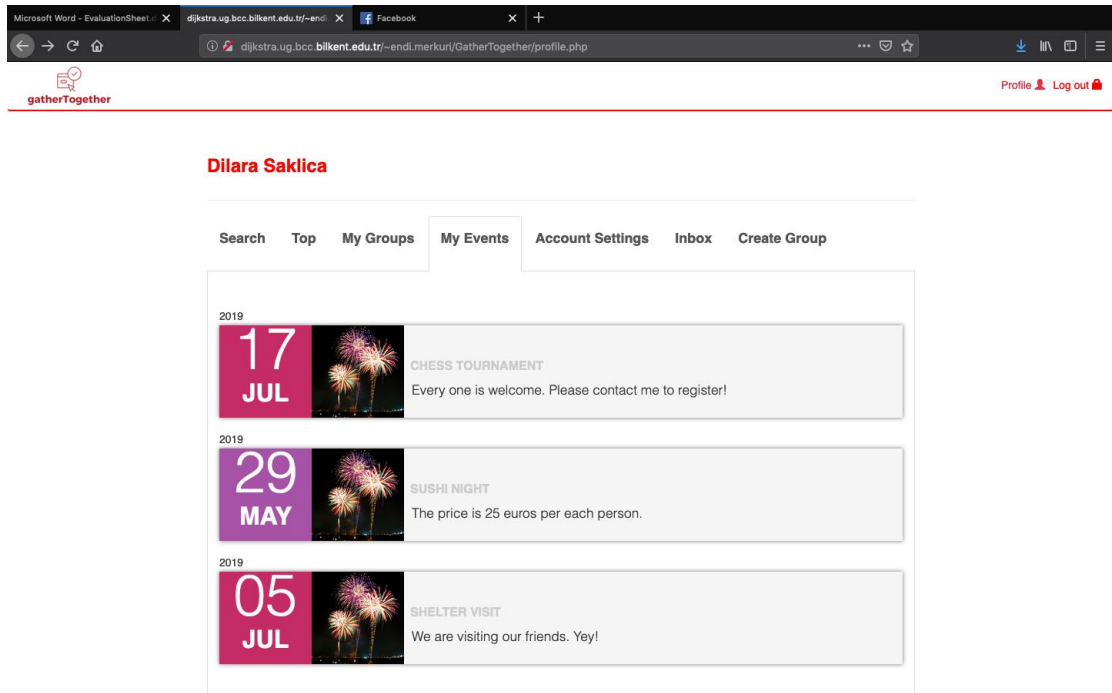 Microsoft Word - EvaluationSheet.d
dijkstra.ug.bcc.bilkent.edu.tr/~endi.
Facebook
dijkstra.ug.bcc.bilkent.edu.tr/~endi.merkuri/GatherTogether/profile.php
gatherTogether
Profile Log out
Dilara Saklica
Search Top My Groups My Events Account Settings Inbox Create Group
2019
17
JUL
CHESS TOURNAMENT
Every one is welcome. Please contact me to register!
2019
29
MAY
SUSHI NIGHT
The price is 25 euros per each person.
2019
05
JUL
SHELTER VISIT
We are visiting our friends. Yey!